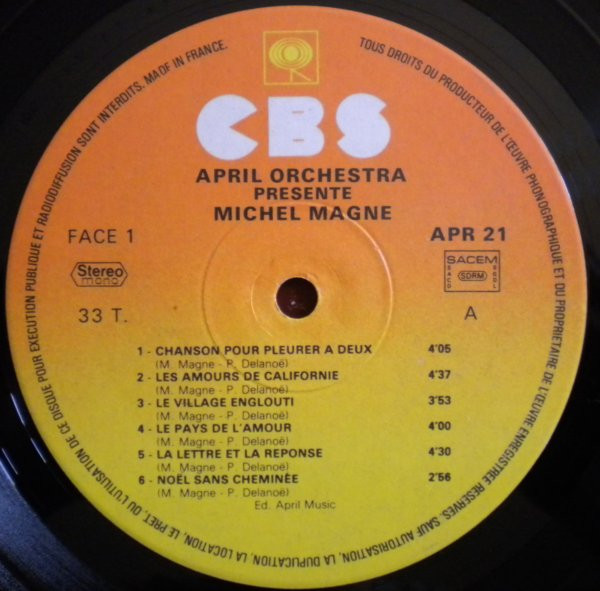 TOUS DROITS DU PRODUCTEUR DE L'ŒUVRE PHONOGRAPHIQUE ET DU PROPRIÉTAIRE DE L'ŒUVRE ENREGISTREE RESERVES. SAUF AUTORISATION, LA DUPLICATION, LA LOCATION, LE PRET, OU L'UTILISATION DE CE DISQUE POUR EXECUTION PUBLIQUE ET RADIODIFFUSION SONT INTERDITS. MADE IN FRANCE.
CBS
APRIL ORCHESTRA
PRESENTE
MICHEL MAGNE
FACE 1
APR 21
Stereo
mono
SACEM
SACD
SDRM
SGDL
33 T.
A
1 - CHANSON POUR PLEURER A DEUX 4'05
(M. Magne - P. Delanoë)
2 - LES AMOURS DE CALIFORNIE 4'37
(M. Magne - P. Delanoë)
3 - LE VILLAGE ENGLOUTI 3'53
(M. Magne - P. Delanoë)
4 - LE PAYS DE L'AMOUR 4'00
(M. Magne - P. Delanoë)
5 - LA LETTRE ET LA REPONSE 4'30
(M. Magne - P. Delanoë)
6 - NOËL SANS CHEMINÈE 2'56
(M. Magne - P. Delanoë)
Ed. April Music